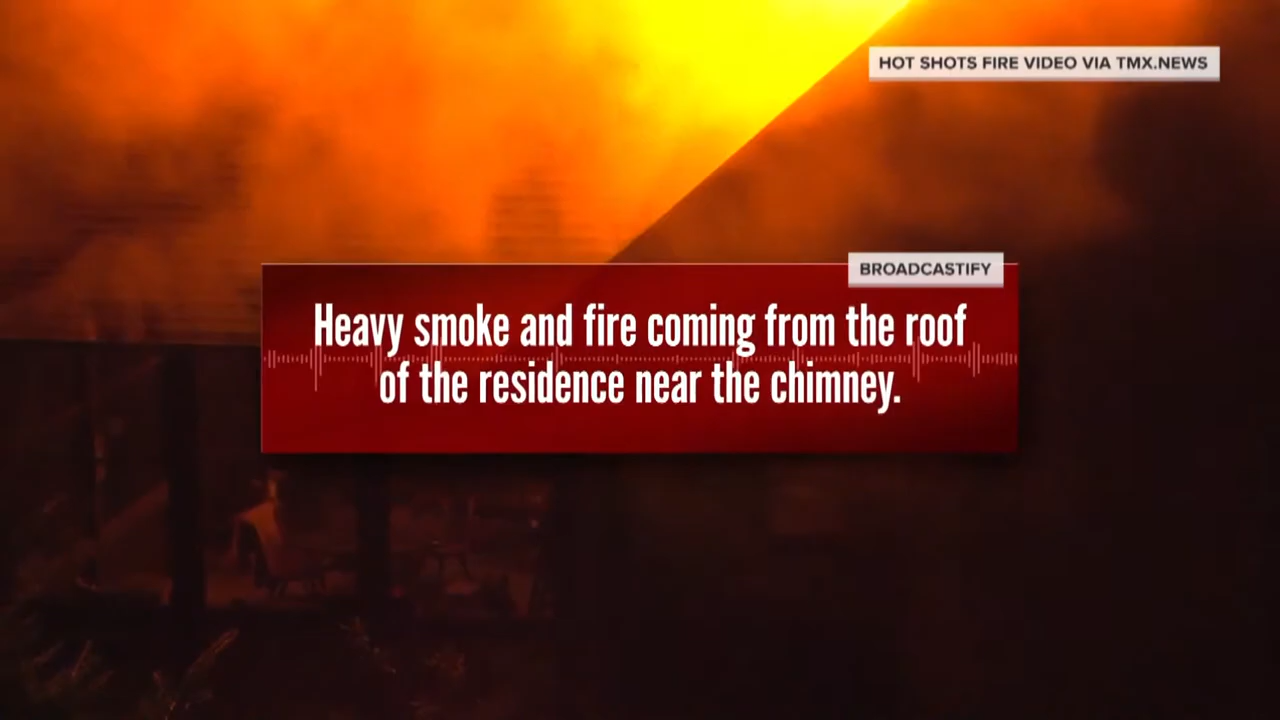 HOT SHOTS FIRE VIDEO VIA TMX.NEWS
BROADCASTIFY
Heavy smoke and fire coming from the roof
of the residence near the chimney.